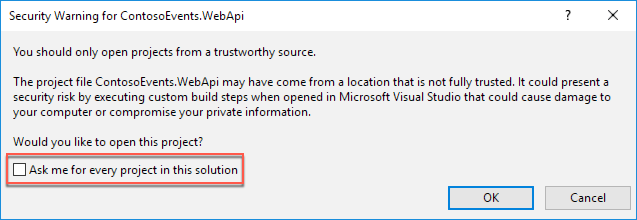 Security Warning for ContosoEvents.WebApi
You should only open projects from a trustworthy source.
The project file ContosoEvents.WebApi may have come from a location that is not fully trusted. It could present a
security risk by executing custom build steps when opened in Microsoft Visual Studio that could cause damage to
your computer or compromise your private information.
Would you like to open this project?
Ask me for every project in this solution
OK
Cancel